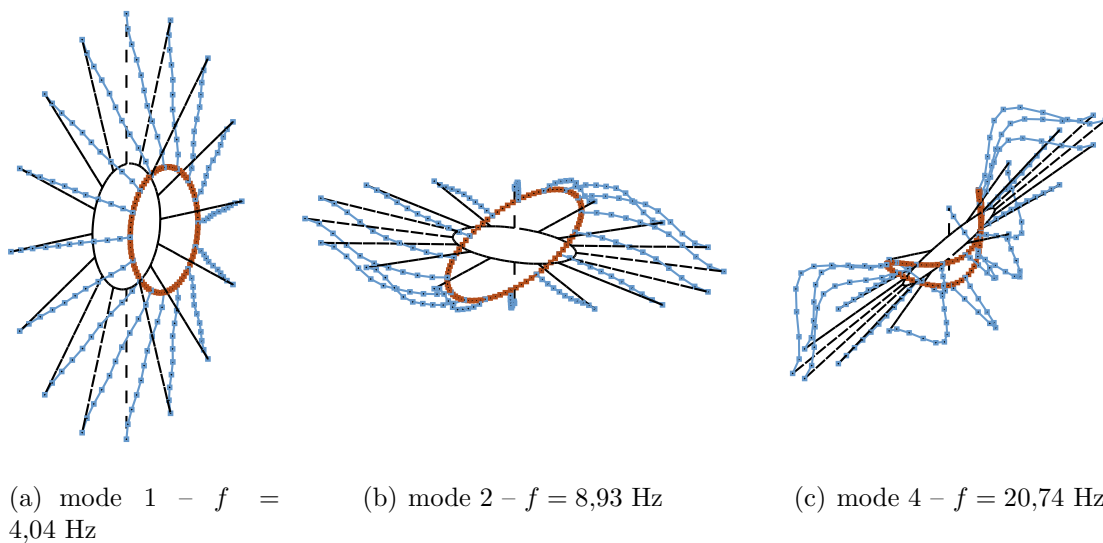 (a) mode 1 – f = 4,04 Hz
(b) mode 2 – f = 8,93 Hz
(c) mode 4 – f = 20,74 Hz